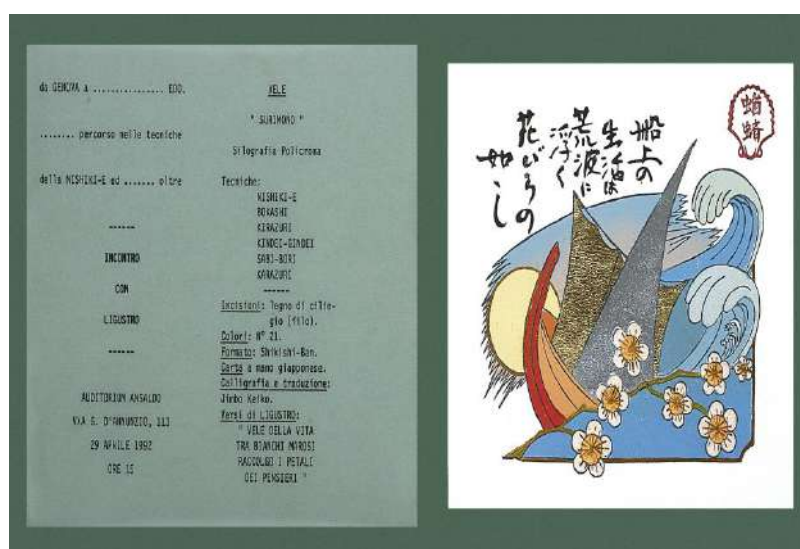 da GENOVA a ................ EDO.
........ percorso nelle tecniche
della NISHIKI-E ed ....... oltre
------
INCONTRO
CON
LIGUSTRO
------
AUDITORIUM ANSALDO
VIA G. D'ANNUNZIO, 113
29 APRILE 1992
ORE 15
VELE
" SURIMONO "
Silografia Policroma
Tecniche:
NISHIKI-E
BOKASHI
KIRAZURI
KINDEI-GINDEI
SABI-BORI
KARAZURI
------
Incisioni: legno di cilie-
gio (filo).
Colori: N° 21.
Formato: Shikishi-Ban.
Carta a mano giapponese.
Calligrafia e traduzione:
Jimbo Keiko.
Versi di LIGUSTRO:
" VELE DELLA VITA
TRA BIANCHI MAROSI
RACCOLGO I PETALI
DEI PENSIERI "
船上の
生活は
荒波に
浮く
花びらの
如し